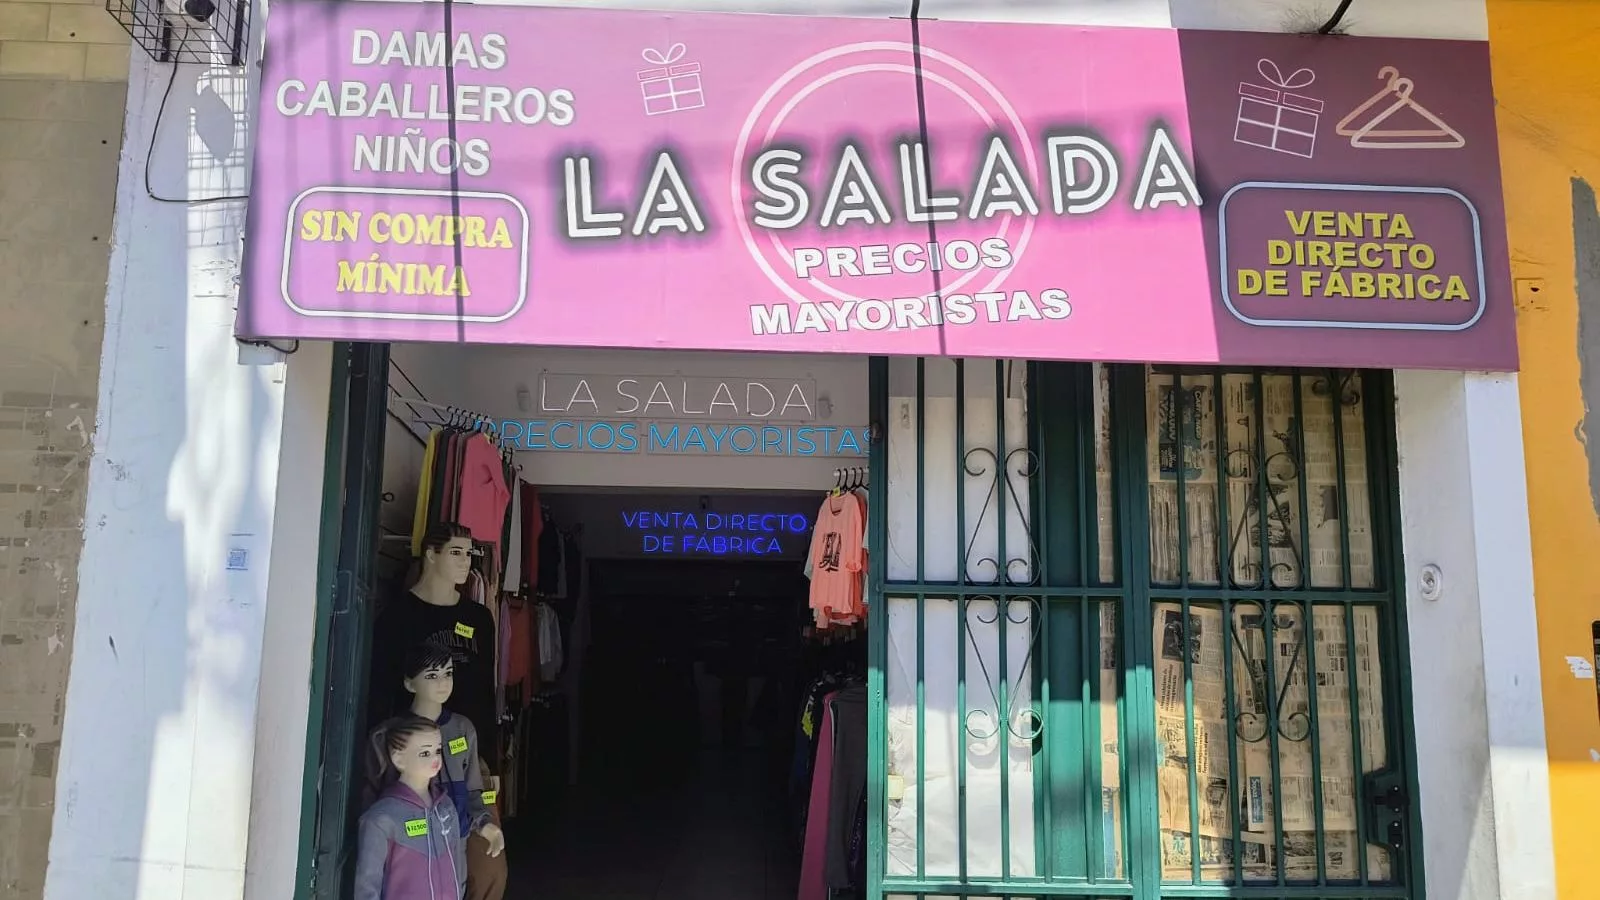 DAMAS
CABALLEROS
NIÑOS
SIN COMPRA
MÍNIMA
LA SALADA
PRECIOS
MAYORISTAS
VENTA
DIRECTO
DE FÁBRICA
LA SALADA
PRECIOS MAYORISTAS
VENTA DIRECTO
DE FÁBRICA